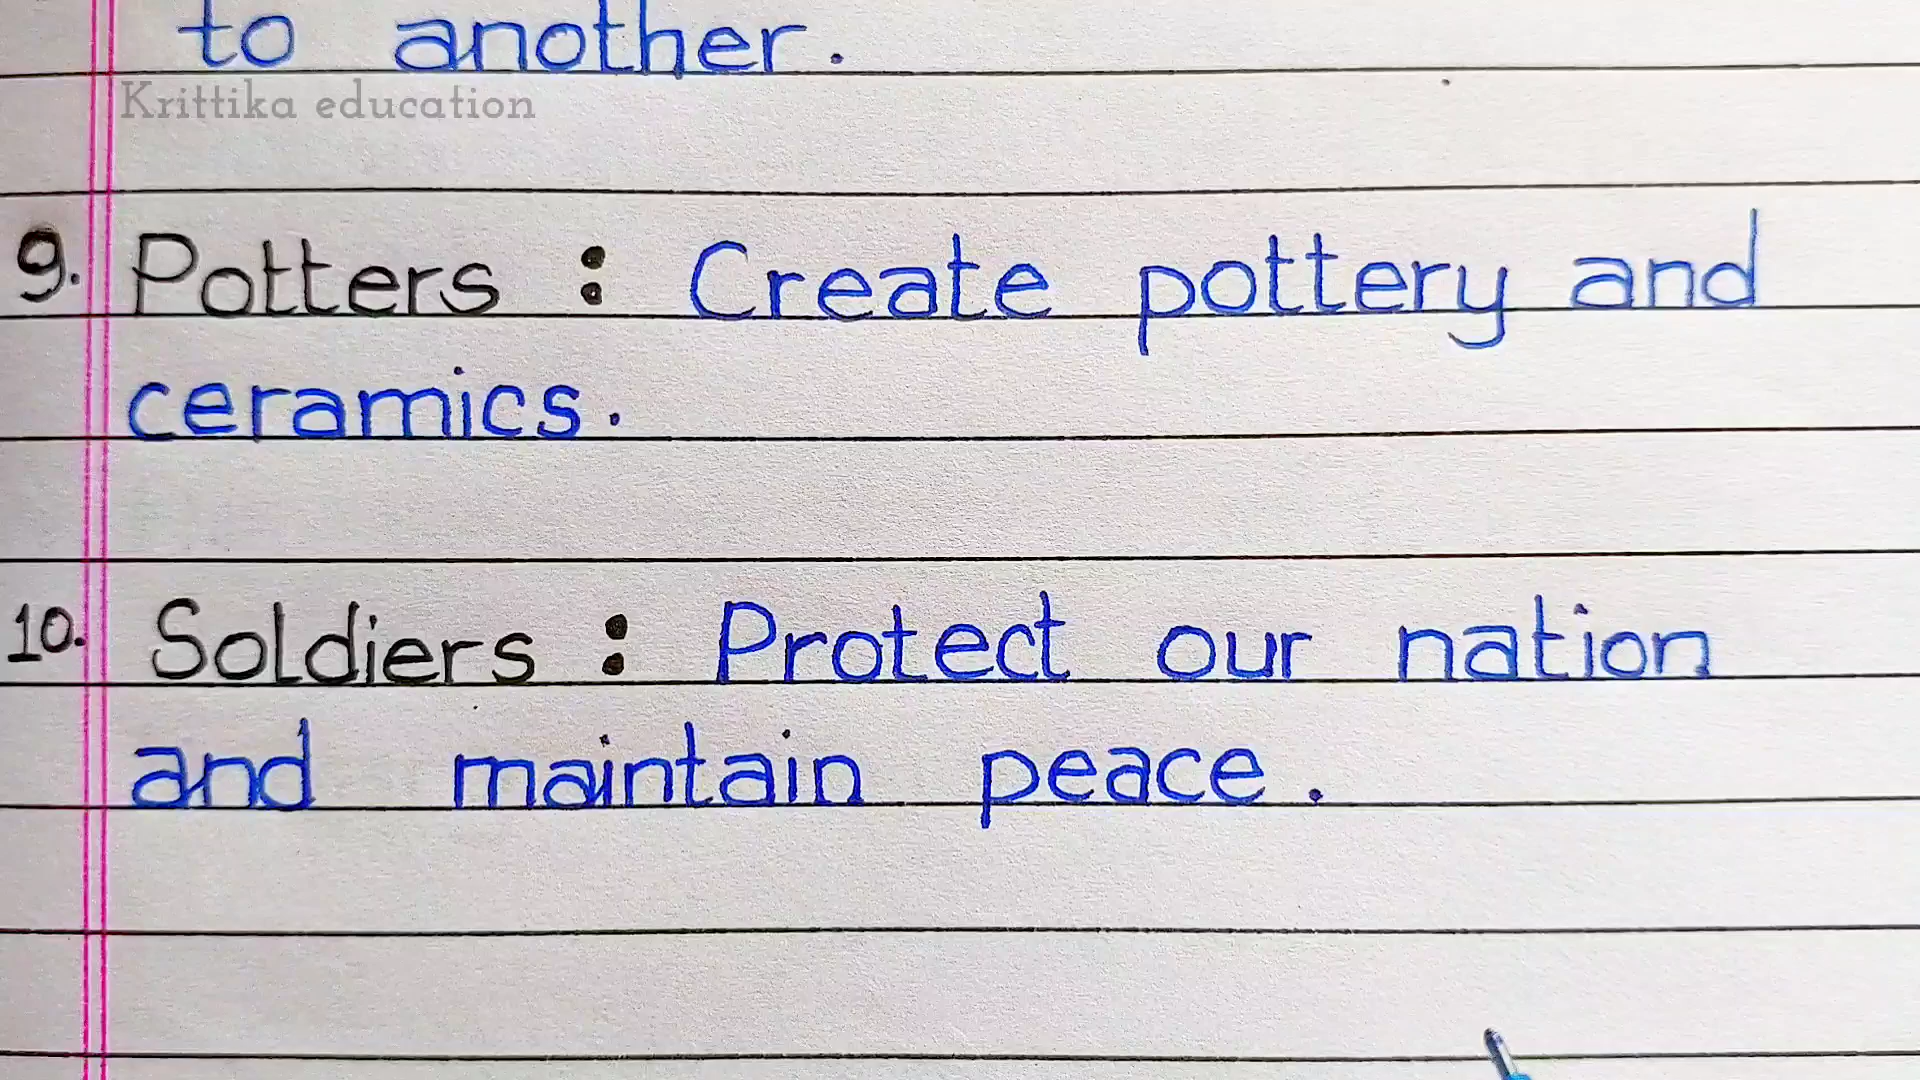 to another.
Krittika education
9. Potters : Create pottery and
ceramics.
10. Soldiers : Protect our nation
and maintain peace.